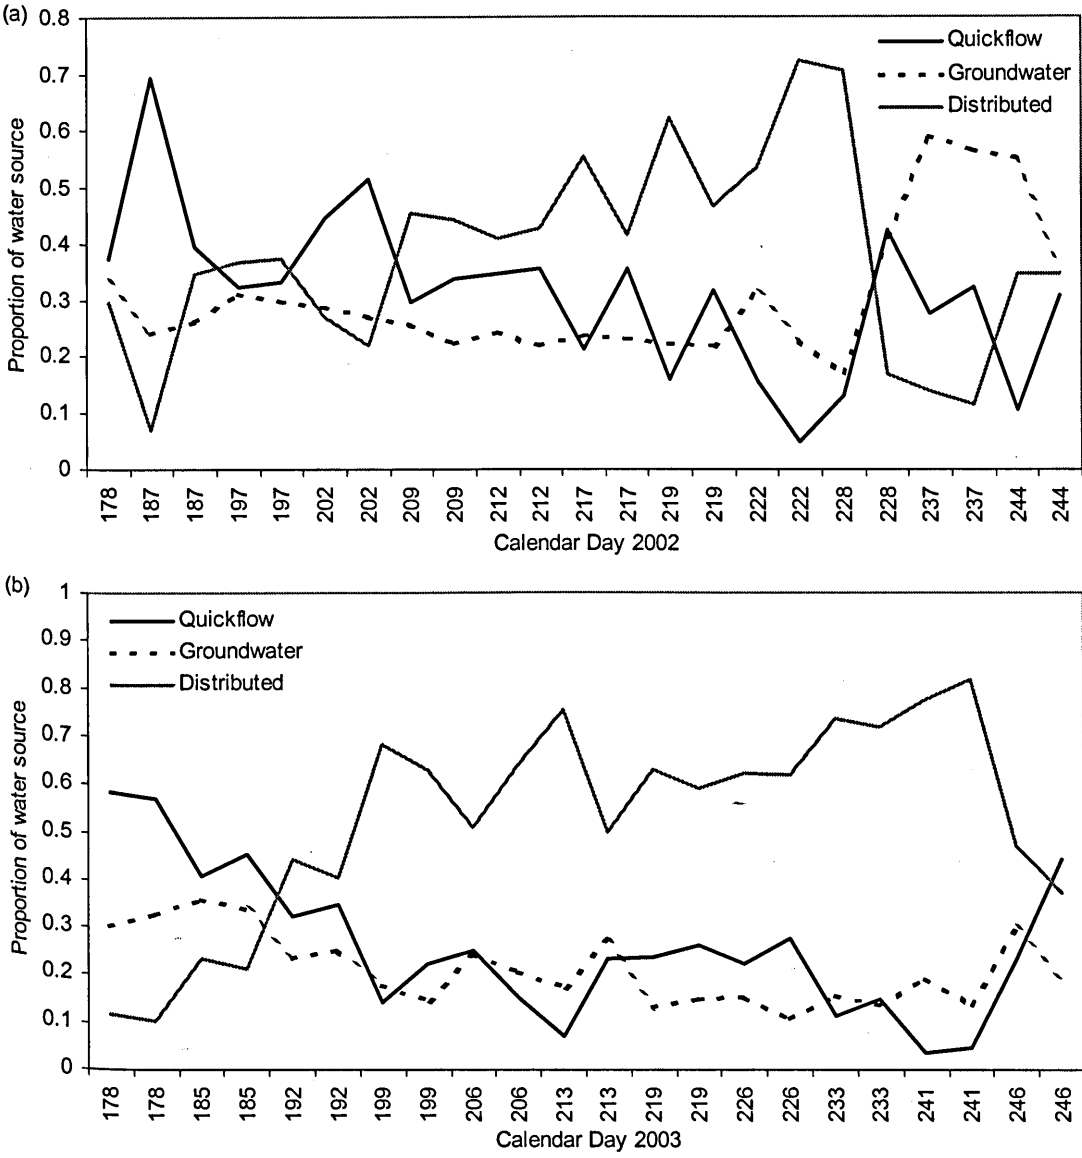 (a)
0.8
0.7
0.6
0.5
0.4
0.3
0.2
0.1
0
Proportion of water source
Quickflow
Groundwater
Distributed
178 187 187 197 197 202 202 209 209 212 212 217 217 219 219 222 222 228 228 237 237 244 244
Calendar Day 2002
(b)
1
0.9
0.8
0.7
0.6
0.5
0.4
0.3
0.2
0.1
0
Proportion of water source
Quickflow
Groundwater
Distributed
178 178 185 185 192 192 199 199 206 206 213 213 219 219 226 226 233 233 241 241 246 246
Calendar Day 2003